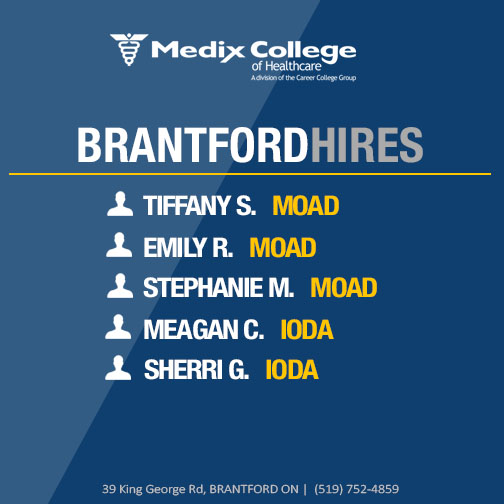 Medix College
of Healthcare
A division of the Career College Group
BRANTFORDHIRES
TIFFANY S. MOAD
EMILY R. MOAD
STEPHANIE M. MOAD
MEAGAN C. IODA
SHERRI G. IODA
39 King George Rd, BRANTFORD ON | (519) 752-4859